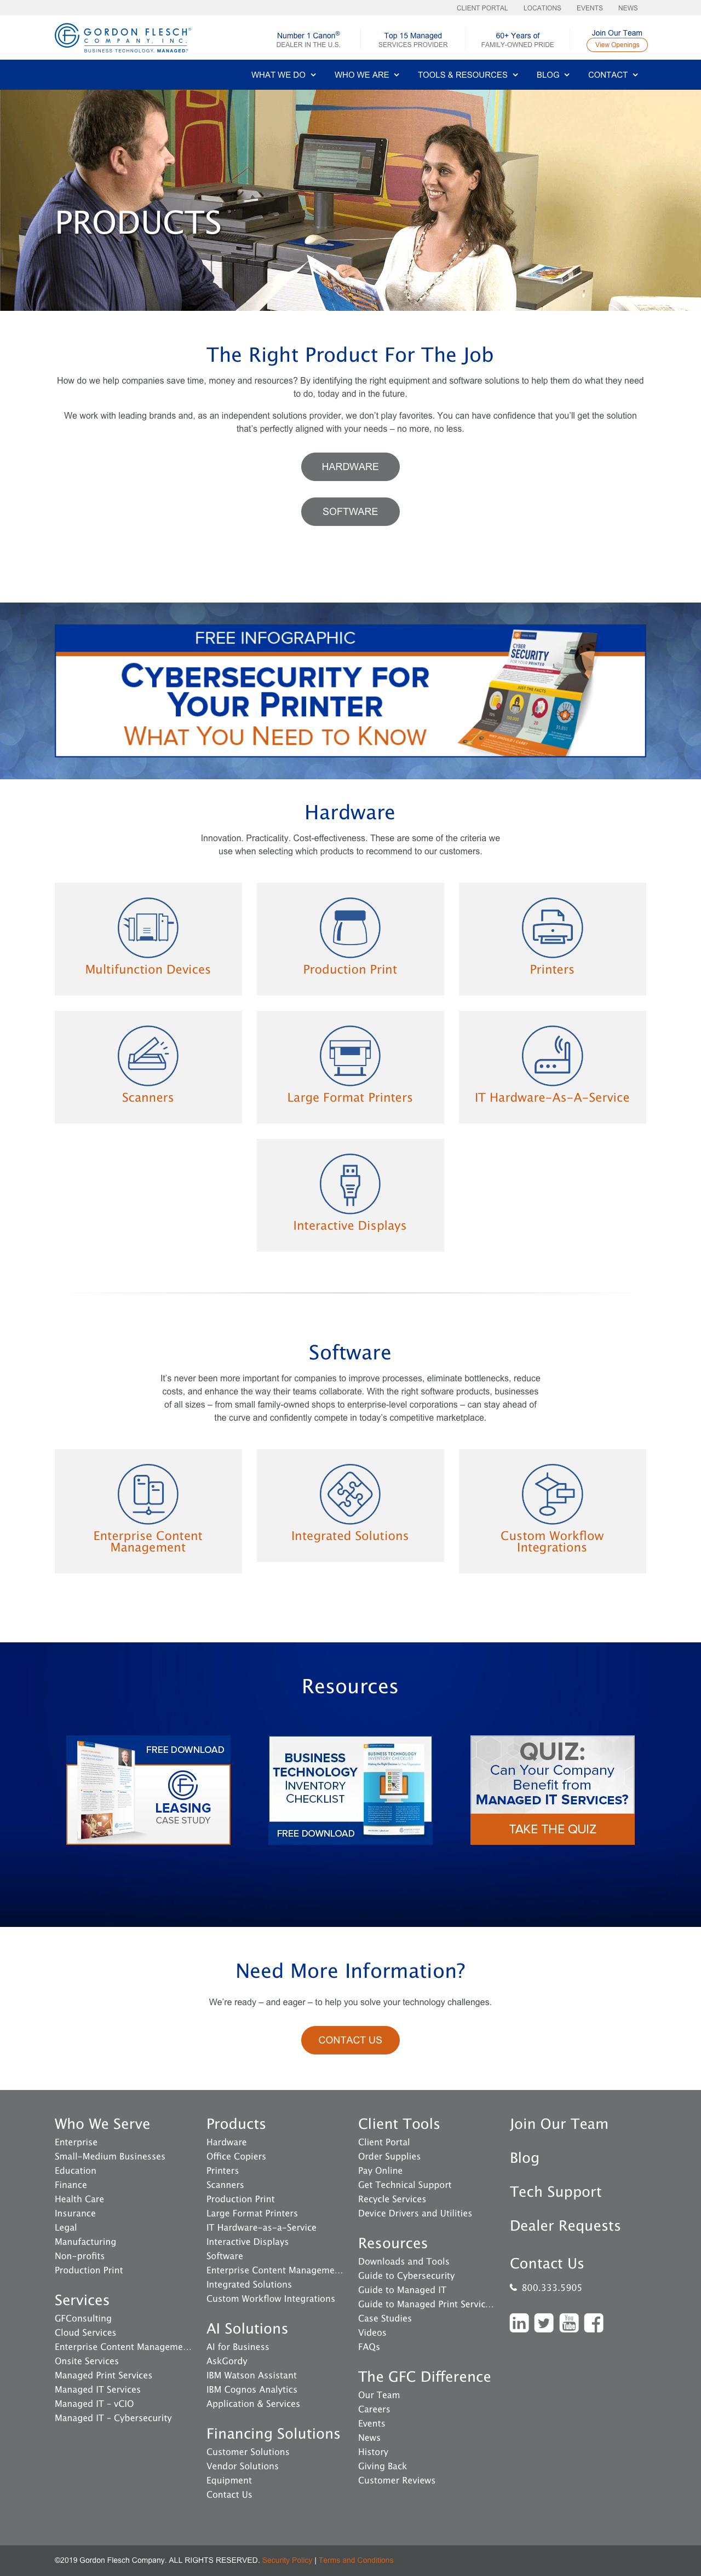 CLIENT PORTAL LOCATIONS EVENTS NEWS
GORDON FLESCH®
COMPANY, INC.
BUSINESS TECHNOLOGY. MANAGED.®
Number 1 Canon®
DEALER IN THE U.S.
Top 15 Managed
SERVICES PROVIDER
60+ Years of
FAMILY-OWNED PRIDE
Join Our Team
View Openings
WHAT WE DO WHO WE ARE TOOLS & RESOURCES BLOG CONTACT
PRODUCTS
The Right Product For The Job
How do we help companies save time, money and resources? By identifying the right equipment and software solutions to help them do what they need
to do, today and in the future.
We work with leading brands and, as an independent solutions provider, we don't play favorites. You can have confidence that you'll get the solution
that's perfectly aligned with your needs – no more, no less.
HARDWARE
SOFTWARE
FREE INFOGRAPHIC
CYBERSECURITY FOR
YOUR PRINTER
WHAT YOU NEED TO KNOW
CYBER
SECURITY
FOR YOUR PRINTER
Hardware
Innovation. Practicality. Cost-effectiveness. These are some of the criteria we
use when selecting which products to recommend to our customers.
Multifunction Devices
Production Print
Printers
Scanners
Large Format Printers
IT Hardware-As-A-Service
Interactive Displays
Software
It's never been more important for companies to improve processes, eliminate bottlenecks, reduce
costs, and enhance the way their teams collaborate. With the right software products, businesses
of all sizes – from small family-owned shops to enterprise-level corporations – can stay ahead of
the curve and confidently compete in today's competitive marketplace.
Enterprise Content
Management
Integrated Solutions
Custom Workflow
Integrations
Resources
FREE DOWNLOAD
LEASING
CASE STUDY
BUSINESS
TECHNOLOGY
INVENTORY
CHECKLIST
FREE DOWNLOAD
BUSINESS TECHNOLOGY
INVENTORY CHECKLIST
QUIZ:
Can Your Company
Benefit from
MANAGED IT SERVICES?
TAKE THE QUIZ
Need More Information?
We're ready – and eager – to help you solve your technology challenges.
CONTACT US
Who We Serve
Enterprise
Small-Medium Businesses
Education
Finance
Health Care
Insurance
Legal
Manufacturing
Non-profits
Production Print
Services
GFConsulting
Cloud Services
Enterprise Content Manageme...
Onsite Services
Managed Print Services
Managed IT Services
Managed IT - vCIO
Managed IT - Cybersecurity
Products
Hardware
Office Copiers
Printers
Scanners
Production Print
Large Format Printers
IT Hardware-as-a-Service
Interactive Displays
Software
Enterprise Content Manageme...
Integrated Solutions
Custom Workflow Integrations
AI Solutions
AI for Business
AskGordy
IBM Watson Assistant
IBM Cognos Analytics
Application & Services
Financing Solutions
Customer Solutions
Vendor Solutions
Equipment
Contact Us
Client Tools
Client Portal
Order Supplies
Pay Online
Get Technical Support
Recycle Services
Device Drivers and Utilities
Resources
Downloads and Tools
Guide to Cybersecurity
Guide to Managed IT
Guide to Managed Print Servic...
Case Studies
Videos
FAQs
The GFC Difference
Our Team
Careers
Events
News
History
Giving Back
Customer Reviews
Join Our Team
Blog
Tech Support
Dealer Requests
Contact Us
800.333.5905
©2019 Gordon Flesch Company. ALL RIGHTS RESERVED. Security Policy | Terms and Conditions